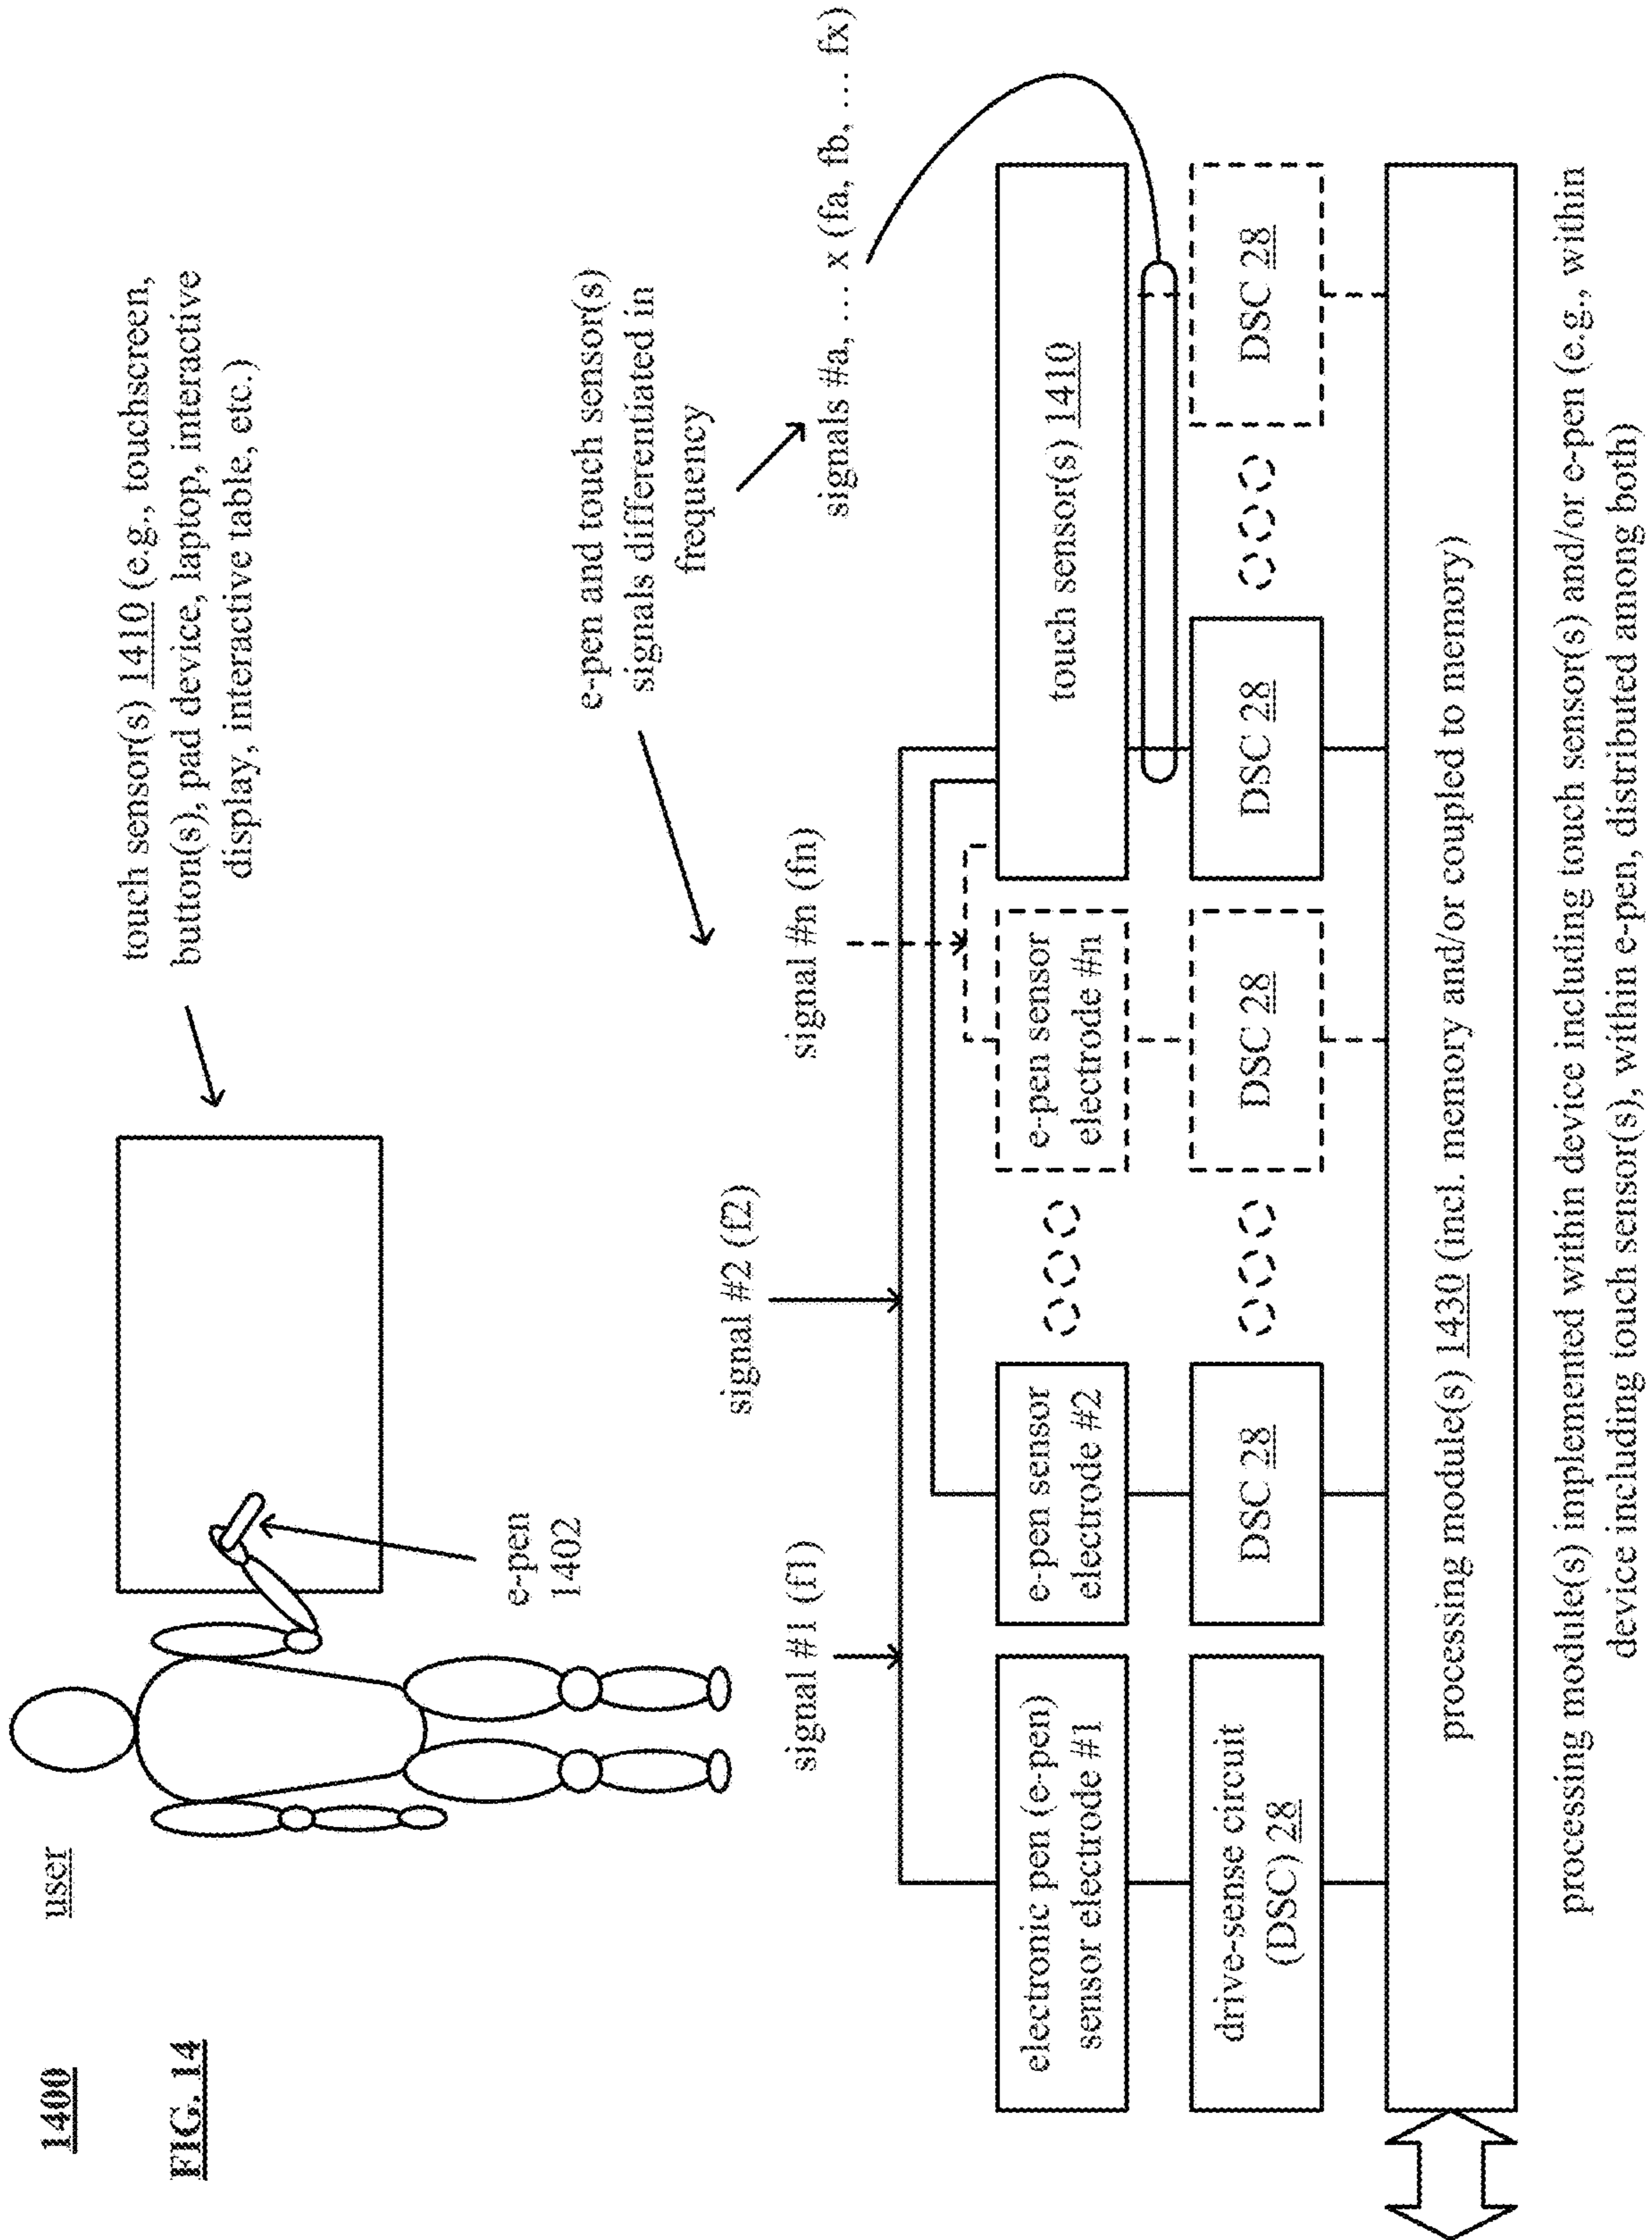 1400
FIG. 14
user
touch sensor(s) 1410 (e.g., touchscreen,
button(s), pad device, laptop, interactive
display, interactive table, etc.)
e-pen
1402
e-pen and touch sensor(s)
signals differentiated in
frequency
signal #1 (f1)
signal #2 (f2)
signal #n (fn)
signals #a, … x (fa, fb, … fx)
electronic pen (e-pen)
sensor electrode #1
e-pen sensor
electrode #2
e-pen sensor
electrode #n
touch sensor(s) 1410
drive-sense circuit
(DSC) 28
DSC 28
DSC 28
DSC 28
DSC 28
processing module(s) 1430 (incl. memory and/or coupled to memory)
processing module(s) implemented within device including touch sensor(s) and/or e-pen (e.g., within
device including touch sensor(s), within e-pen, distributed among both)